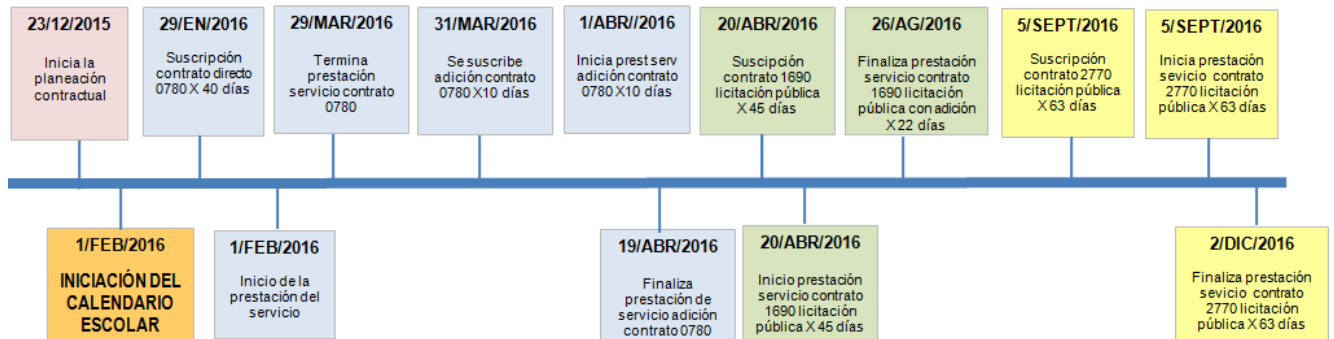 23/12/2015
Inicia la
planeación
contractual
29/EN/2016
Suscripción
contrato directo
0780 X 40 días
29/MAR/2016
Termina
prestación
servicio contrato
0780
31/MAR/2016
Se suscribe
adición contrato
0780 X10 días
1/ABR//2016
Inicia prest serv
adición contrato
0780 X10 días
20/ABR/2016
Suscipción
contrato 1690
licitación pública
X 45 días
26/AG/2016
Finaliza prestación
servicio contrato
1690 licitación
pública con adición
X 22 días
5/SEPT/2016
Suscripción
contrato 2770
licitación pública
X 63 días
5/SEPT/2016
Inicia prestación
sevicio contrato
2770 licitación
pública X 63 días
1/FEB/2016
INICIACIÓN DEL
CALENDARIO
ESCOLAR
1/FEB/2016
Inicio de la
prestación del
servicio
19/ABR/2016
Finaliza
prestación de
servicio adición
contrato 0780
20/ABR/2016
Inicio prestación
servicio contrato
1690 licitación
pública X 45 días
2/DIC/2016
Finaliza prestación
sevicio contrato
2770 licitación
pública X 63 días